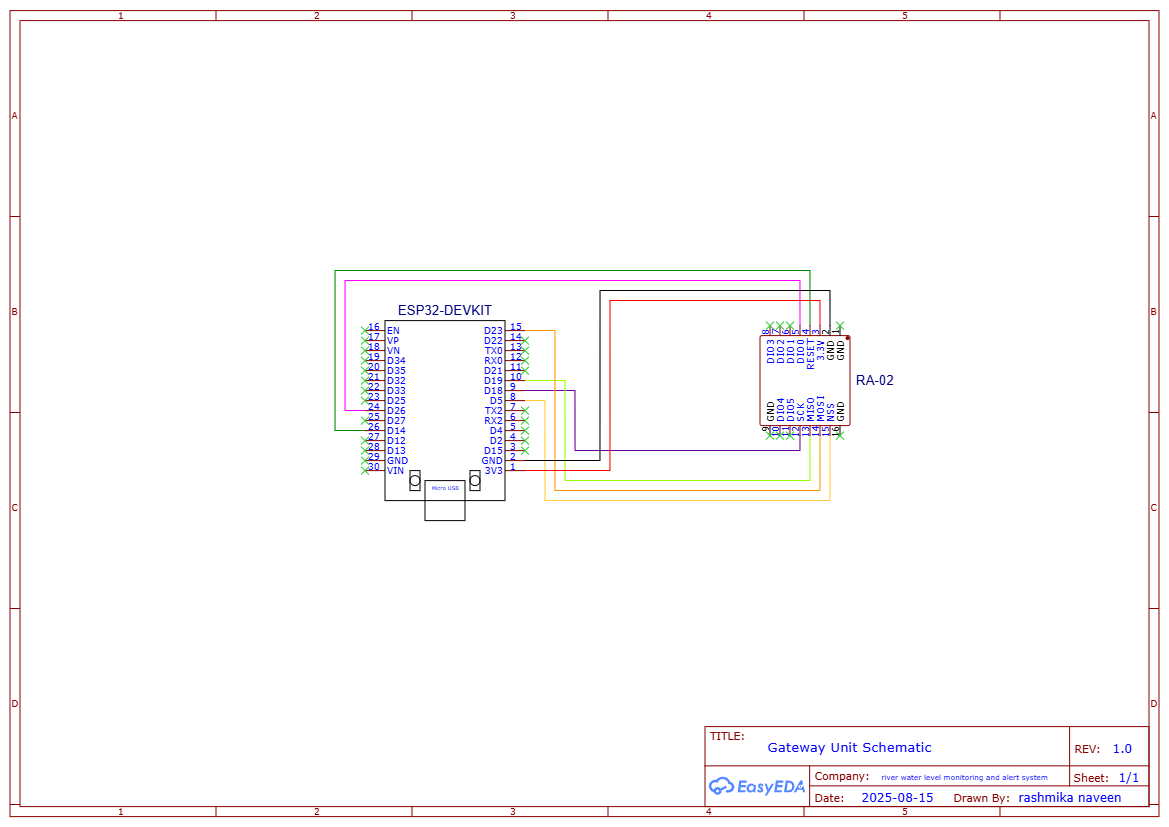 1 2 3 4 5
A A
B B
C C
D D
ESP32-DEVKIT
16 EN D23 15
17 VP D22 14
18 VN TX0 13
19 D34 RX0 12
20 D35 D21 11
21 D32 D19 10
22 D33 D18 9
23 D25 D5 8
24 D26 TX2 7
25 D27 RX2 6
26 D14 D4 5
27 D12 D2 4
28 D13 D15 3
29 GND GND 2
30 VIN 3V3 1
Micro USB
8 7 6 5 4 3 2 1
DIO3 DIO2 DIO1 DIO0 RESET 3.3V GND GND
RA-02
GND DIO4 DIO5 SCK MISO MOSI NSS GND
9 10 11 12 13 14 15 16
TITLE:
Gateway Unit Schematic
REV: 1.0
EasyEDA
Company: river water level monitoring and alert system
Sheet: 1/1
Date: 2025-08-15 Drawn By: rashmika naveen
1 2 3 4 5